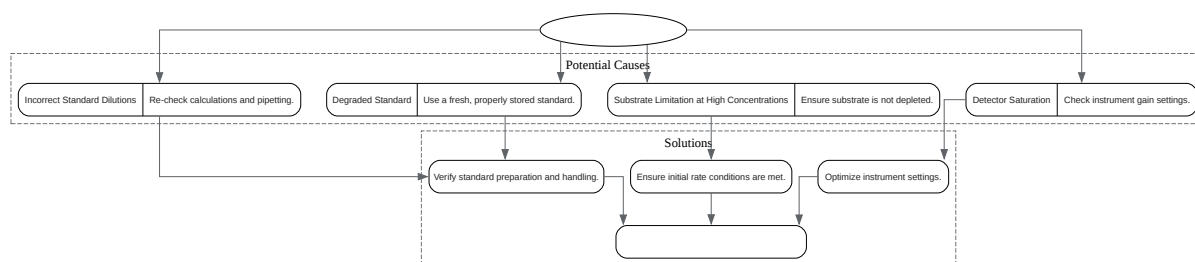 Potential Causes
Incorrect Standard Dilutions
Re-check calculations and pipetting.
Degraded Standard
Use a fresh, properly stored standard.
Substrate Limitation at High Concentrations
Ensure substrate is not depleted.
Detector Saturation
Check instrument gain settings.
Solutions
Verify standard preparation and handling.
Ensure initial rate conditions are met.
Optimize instrument settings.